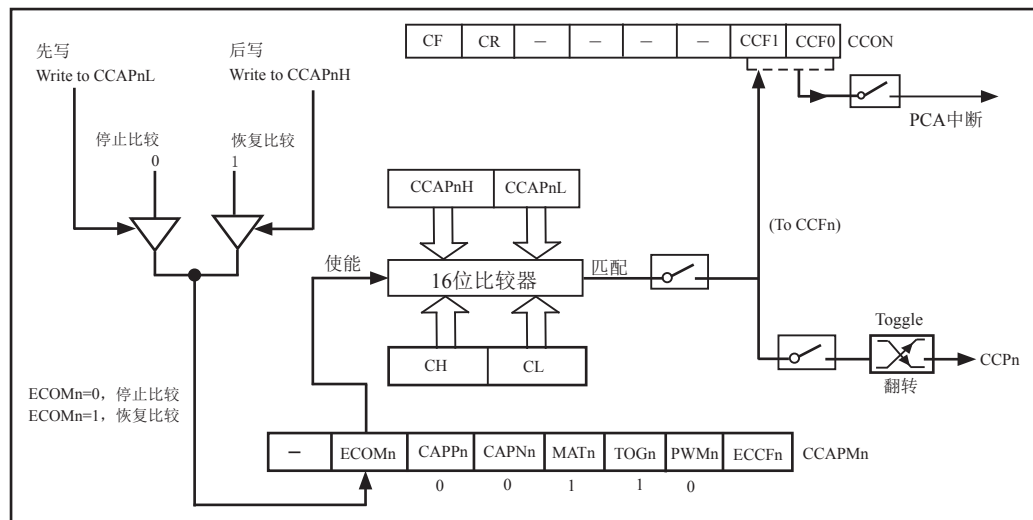 CF CR — — — — CCF1 CCF0 CCON
先写
Write to CCAPnL
后写
Write to CCAPnH
PCA中断
停止比较
0
恢复比较
1
CCAPnH CCAPnL
(To CCFn)
使能
16位比较器
匹配
CH CL
Toggle
CCPn
翻转
ECOMn=0，停止比较
ECOMn=1，恢复比较
— ECOMn CAPPn CAPNn MATn TOGn PWMn ECCFn CCAPMn
0 0 1 1 0